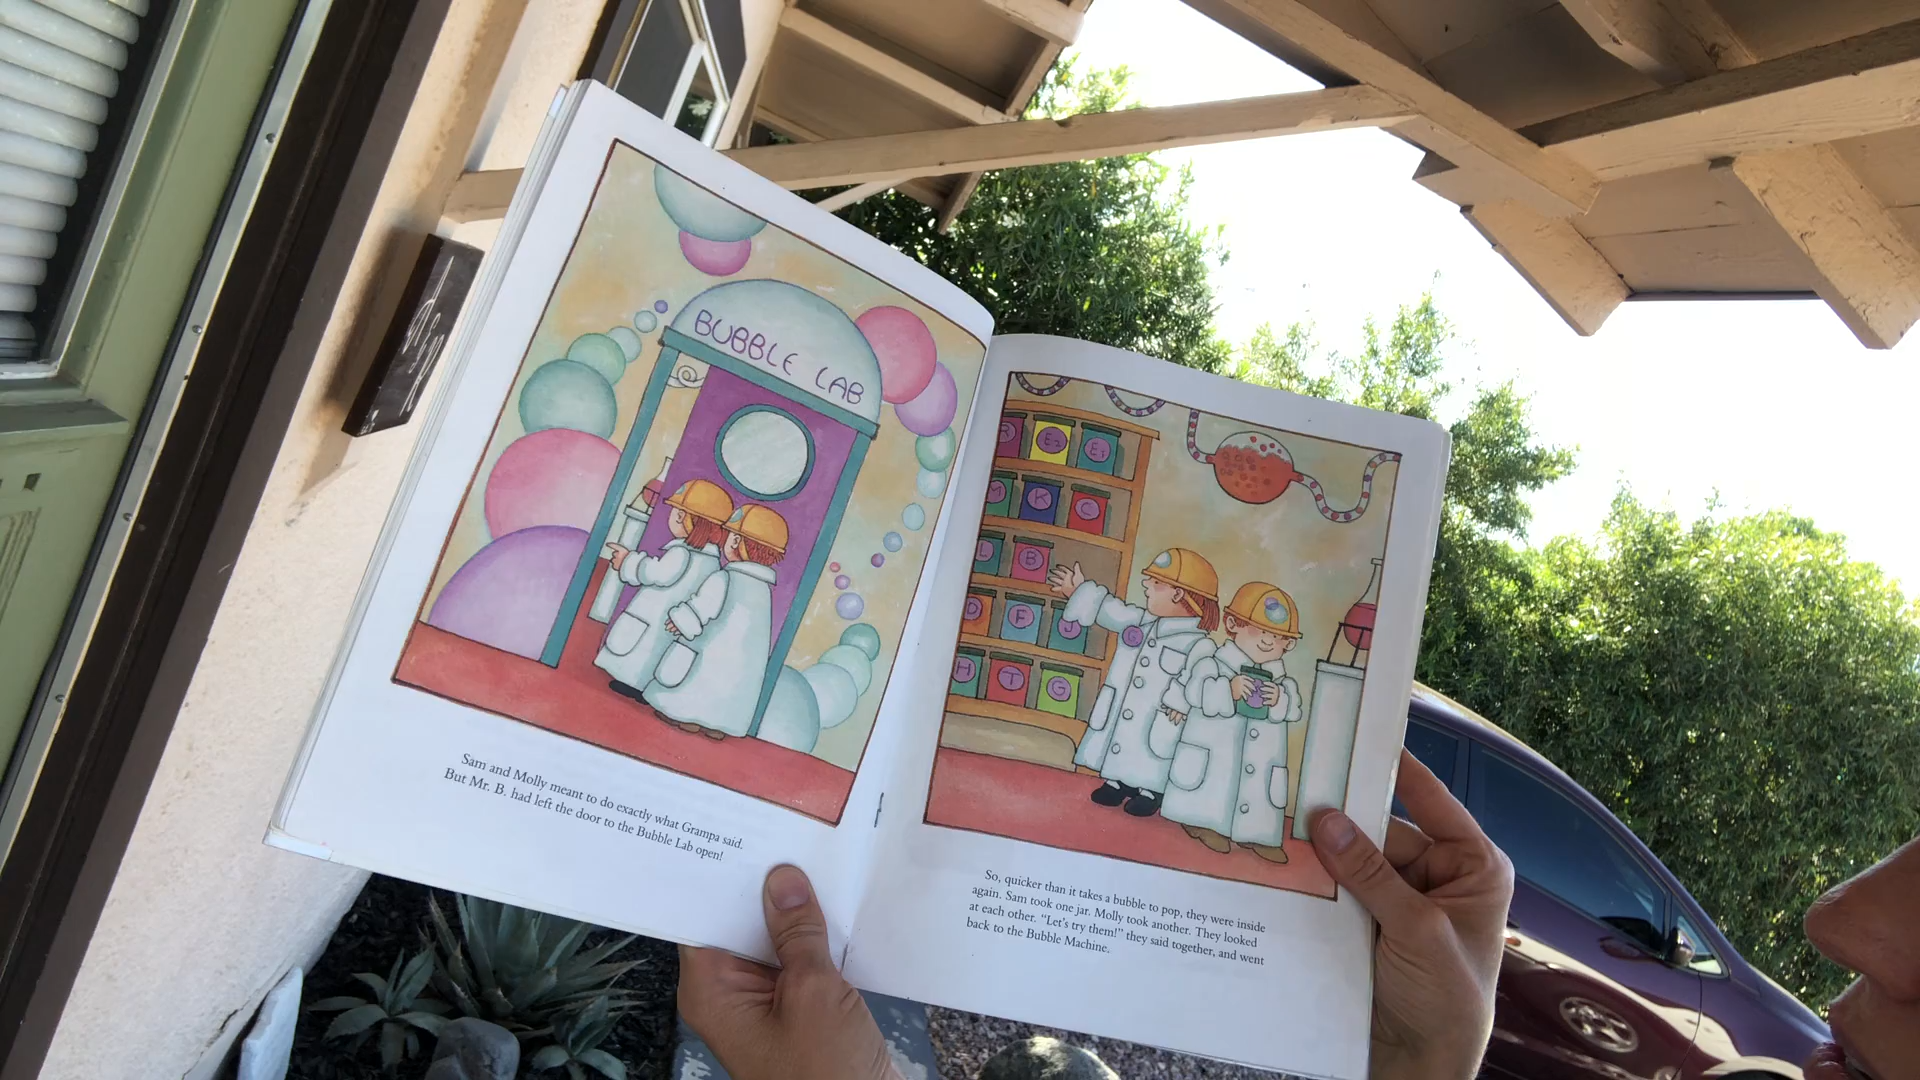 BUBBLE LAB
Sam and Molly meant to do exactly what Grampa said.
But Mr. B. had left the door to the Bubble Lab open!
R E2 E1
M K C
L B
D F J G
H T G
So, quicker than it takes a bubble to pop, they were inside
again. Sam took one jar. Molly took another. They looked
at each other. “Let’s try them!” they said together, and went
back to the Bubble Machine.